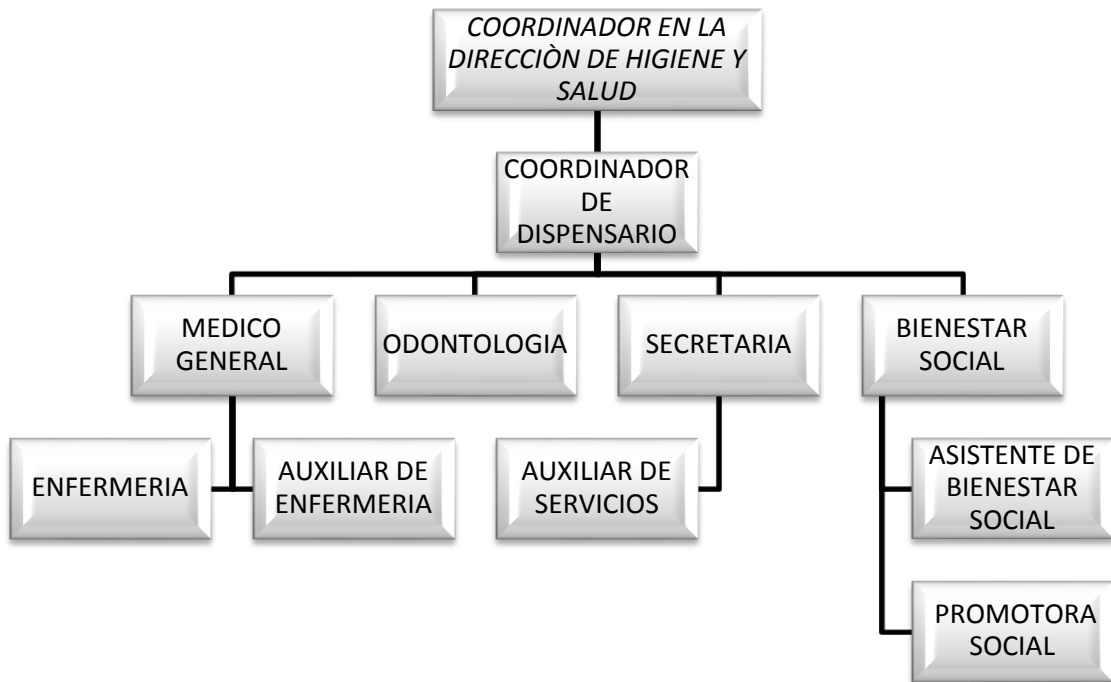 COORDINADOR EN LA
DIRECCIÒN DE HIGIENE Y
SALUD
COORDINADOR
DE
DISPENSARIO
MEDICO
GENERAL
ODONTOLOGIA
SECRETARIA
BIENESTAR
SOCIAL
ENFERMERIA
AUXILIAR DE
ENFERMERIA
AUXILIAR DE
SERVICIOS
ASISTENTE DE
BIENESTAR
SOCIAL
PROMOTORA
SOCIAL